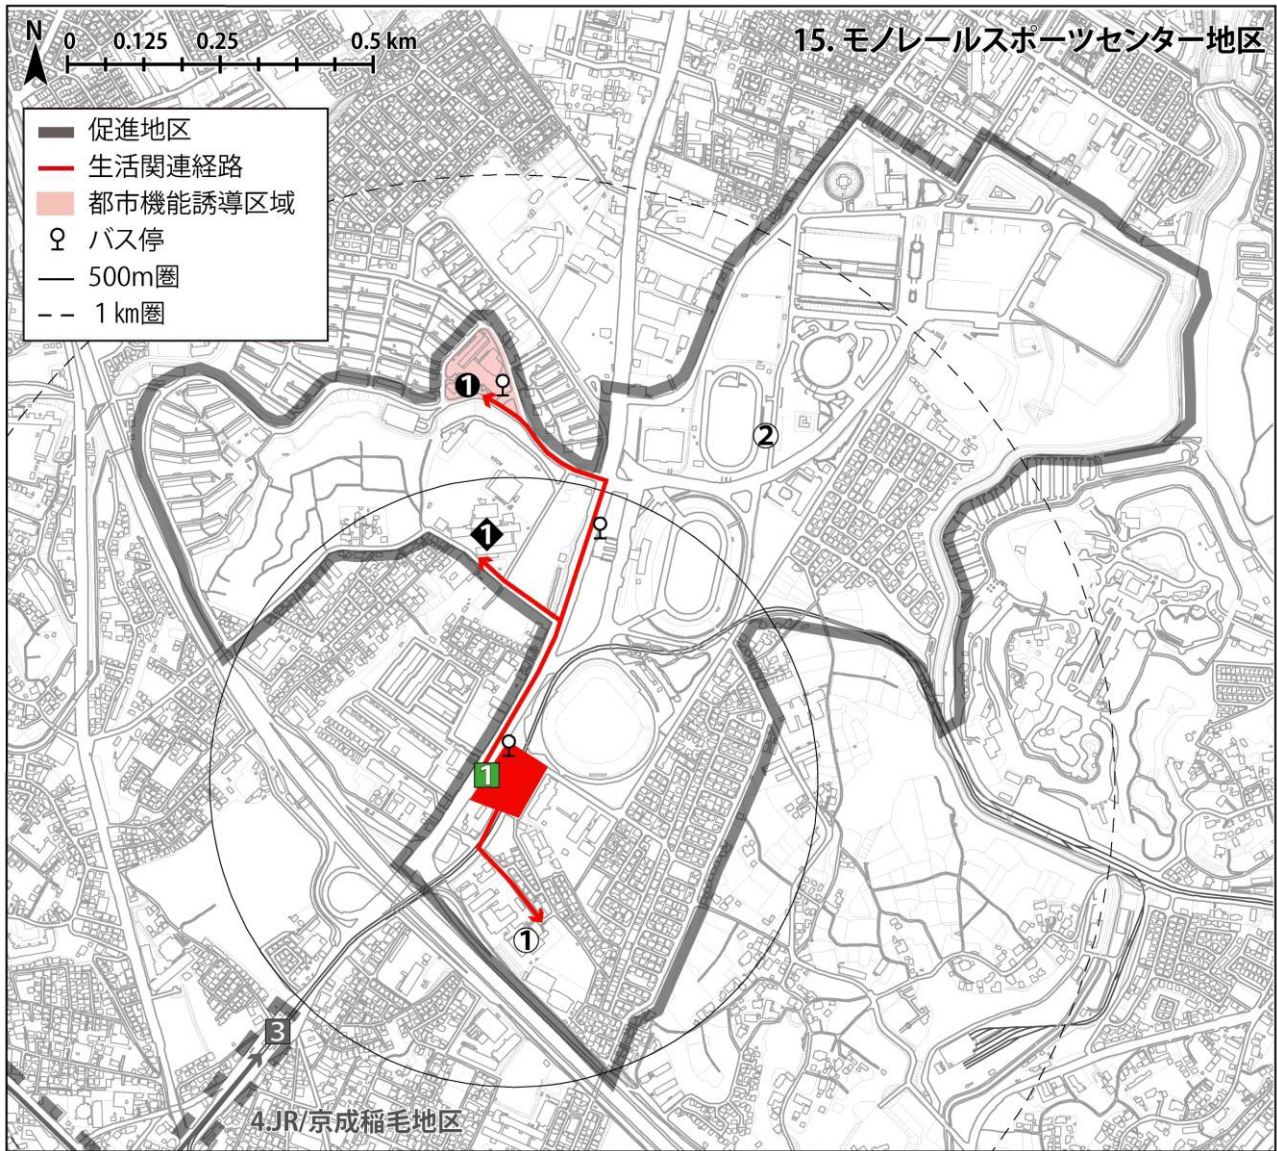 15. モノレールスポーツセンター地区
N
0 0.125 0.25 0.5 km
促進地区
生活関連経路
都市機能誘導区域
バス停
500m圏
1㎞圏
1
2
1
1
1
3
4.JR/京成稲毛地区